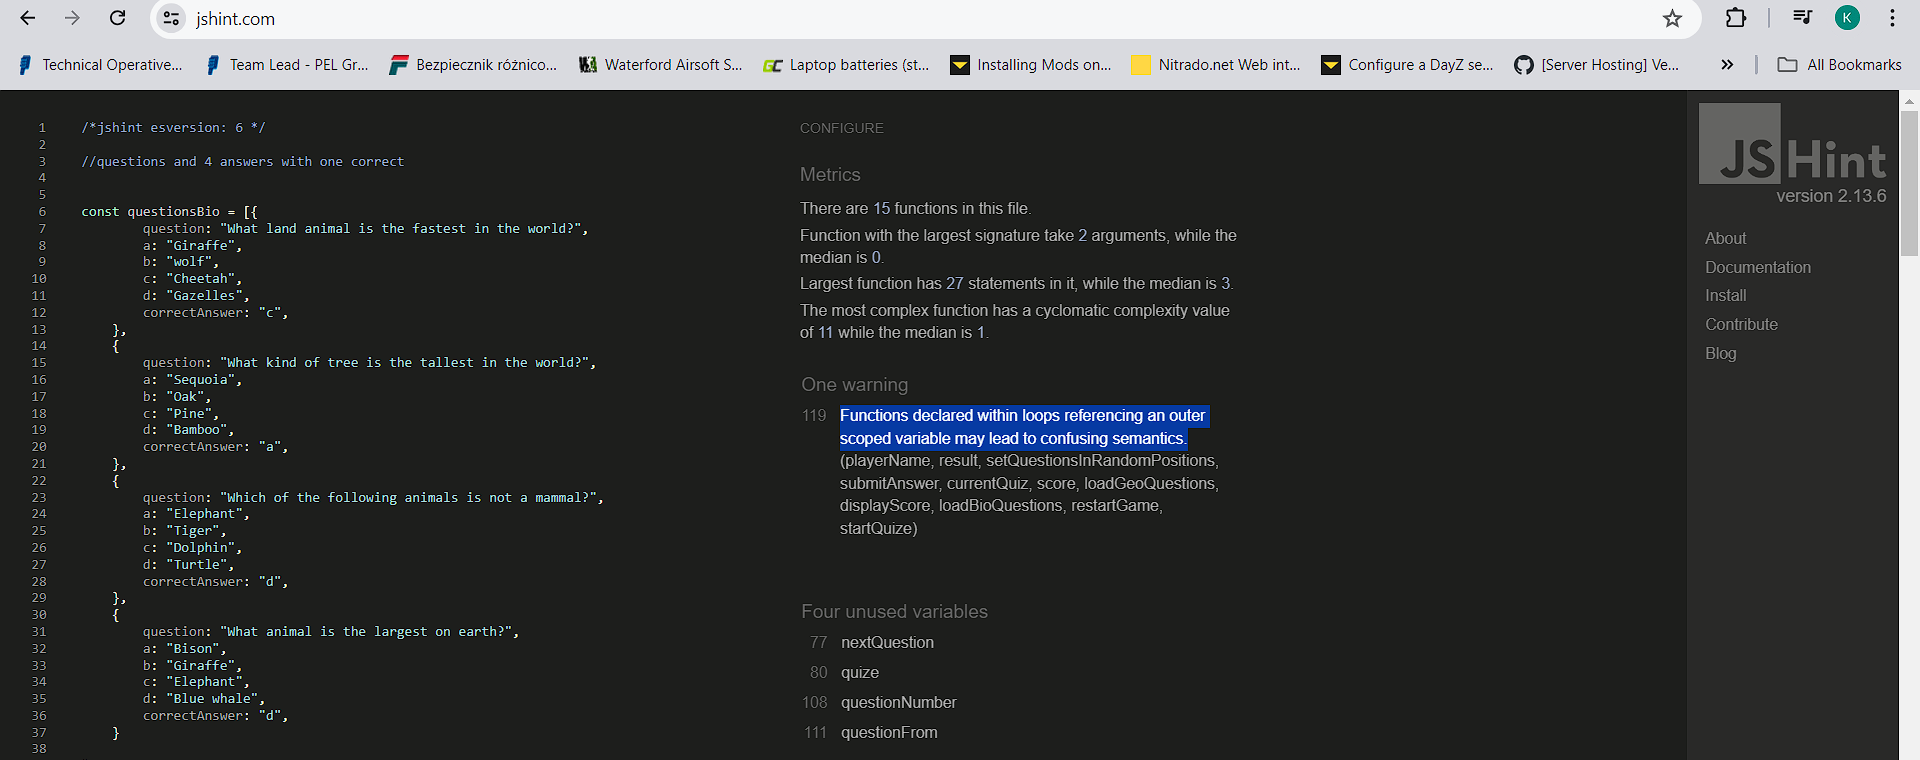 jshint.com
K
Technical Operative...
Team Lead - PEL Gr...
Bezpiecznik różnico...
Waterford Airsoft S...
GC Laptop batteries (st...
Installing Mods on...
Nitrado.net Web int...
Configure a DayZ se...
[Server Hosting] Ve...
»
All Bookmarks
1 /*jshint esversion: 6 */
2
3 //questions and 4 answers with one correct
4
5
6 const questionsBio = [{
7 question: "What land animal is the fastest in the world?",
8 a: "Giraffe",
9 b: "wolf",
10 c: "Cheetah",
11 d: "Gazelles",
12 correctAnswer: "c",
13 },
14 {
15 question: "What kind of tree is the tallest in the world?",
16 a: "Sequoia",
17 b: "Oak",
18 c: "Pine",
19 d: "Bamboo",
20 correctAnswer: "a",
21 },
22 {
23 question: "Which of the following animals is not a mammal?",
24 a: "Elephant",
25 b: "Tiger",
26 c: "Dolphin",
27 d: "Turtle",
28 correctAnswer: "d",
29 },
30 {
31 question: "What animal is the largest on earth?",
32 a: "Bison",
33 b: "Giraffe",
34 c: "Elephant",
35 d: "Blue whale",
36 correctAnswer: "d",
37 }
38
CONFIGURE
Metrics
There are 15 functions in this file.
Function with the largest signature take 2 arguments, while the
median is 0.
Largest function has 27 statements in it, while the median is 3.
The most complex function has a cyclomatic complexity value
of 11 while the median is 1.
One warning
119 Functions declared within loops referencing an outer
scoped variable may lead to confusing semantics.
(playerName, result, setQuestionsInRandomPositions,
submitAnswer, currentQuiz, score, loadGeoQuestions,
displayScore, loadBioQuestions, restartGame,
startQuize)
Four unused variables
77 nextQuestion
80 quize
108 questionNumber
111 questionFrom
JSHint
version 2.13.6
About
Documentation
Install
Contribute
Blog